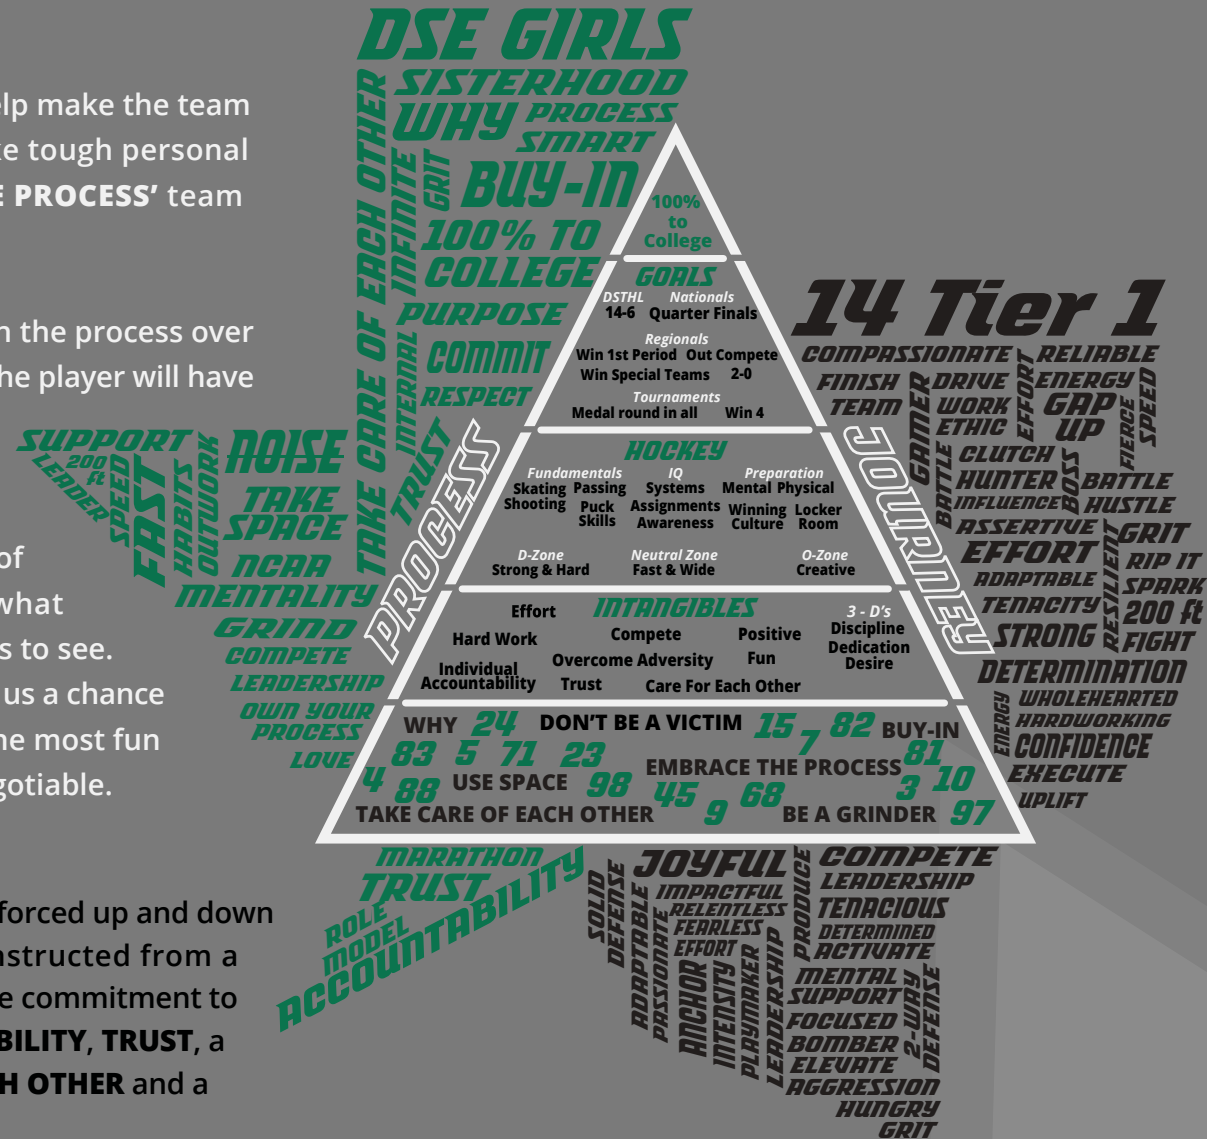 elp make the team
ke tough personal
E PROCESS’ team
n the process over
he player will have
of
what
s to see.
us a chance
he most fun
gotiable.
forced up and down
nstructed from a
e commitment to
BILITY, TRUST, a
H OTHER and a
DSE GIRLS
SISTERHOOD
WHY PROCESS
SMART
TAKE CARE OF EACH OTHER
INFINITE
GRIT
BUY-IN
100% TO
COLLEGE
PURPOSE
INTERNAL
COMMIT
RESPECT
TRUST
SUPPORT
200
ft
LEADER
SPEED
FAST
HABITS
OUTWORK
NOISE
TAKE
SPACE
NCAA
MENTALITY
GRIND
COMPETE
LEADERSHIP
OWN YOUR
PROCESS
LOVE
PROCESS
100%
to
College
GOALS
DSTHL Nationals
14-6 Quarter Finals
Regionals
Win 1st Period Out Compete
Win Special Teams 2-0
Tournaments
Medal round in all Win 4
HOCKEY
Fundamentals IQ Preparation
Skating Passing Systems Mental Physical
Shooting Puck Skills Assignments Winning Culture Locker Room
Awareness
D-Zone Neutral Zone O-Zone
Strong & Hard Fast & Wide Creative
INTANGIBLES
Effort 3 - D’s
Hard Work Compete Positive Discipline
Dedication
Individual Accountability Overcome Adversity Fun Desire
Trust Care For Each Other
WHY 24 DON’T BE A VICTIM 15 7 82 BUY-IN
83 5 71 23 EMBRACE THE PROCESS 81
4 88 USE SPACE 98 45 68 3 10
TAKE CARE OF EACH OTHER 9 BE A GRINDER 97
JOURNEY
14 Tier 1
COMPASSIONATE RELIABLE
FINISH DRIVE ENERGY
TEAM WORK
ETHIC
GAMER
EFFORT
GAP
UP
FIERCE
SPEED
BATTLE
CLUTCH
HUNTER
INFLUENCE
BOSS
BATTLE
HUSTLE
ASSERTIVE
RESILIENT
GRIT
EFFORT
RIP IT
ADAPTABLE
SPARK
TENACITY
200 ft
STRONG
FIGHT
DETERMINATION
ENERGY
WHOLEHEARTED
HARDWORKING
CONFIDENCE
EXECUTE
UPLIFT
MARATHON
TRUST
ROLE
MODEL
ACCOUNTABILITY
SOLID
DEFENSE
JOYFUL
ADAPTABLE
PASSIONATE
IMPACTFUL
RELENTLESS
FEARLESS
EFFORT
ANCHOR
INTENSITY
PLAYMAKER
LEADERSHIP
PRODUCE
COMPETE
LEADERSHIP
TENACIOUS
DETERMINED
ACTIVATE
MENTAL
SUPPORT
2-WAY
DEFENSE
FOCUSED
BOMBER
ELEVATE
AGGRESSION
HUNGRY
GRIT